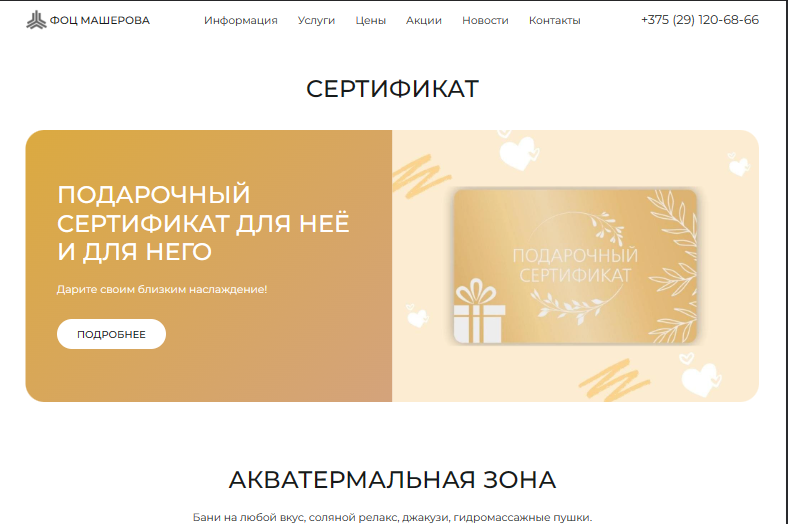 ФОЦ МАШЕРОВА Информация Услуги Цены Акции Новости Контакты +375 (29) 120-68-66
СЕРТИФИКАТ
ПОДАРОЧНЫЙ
СЕРТИФИКАТ ДЛЯ НЕЁ
И ДЛЯ НЕГО
Дарите своим близким наслаждение!
ПОДРОБНЕЕ
ПОДАРОЧНЫЙ
СЕРТИФИКАТ
АКВАТЕРМАЛЬНАЯ ЗОНА
Бани на любой вкус, соляной релакс, джакузи, гидромассажные пушки.